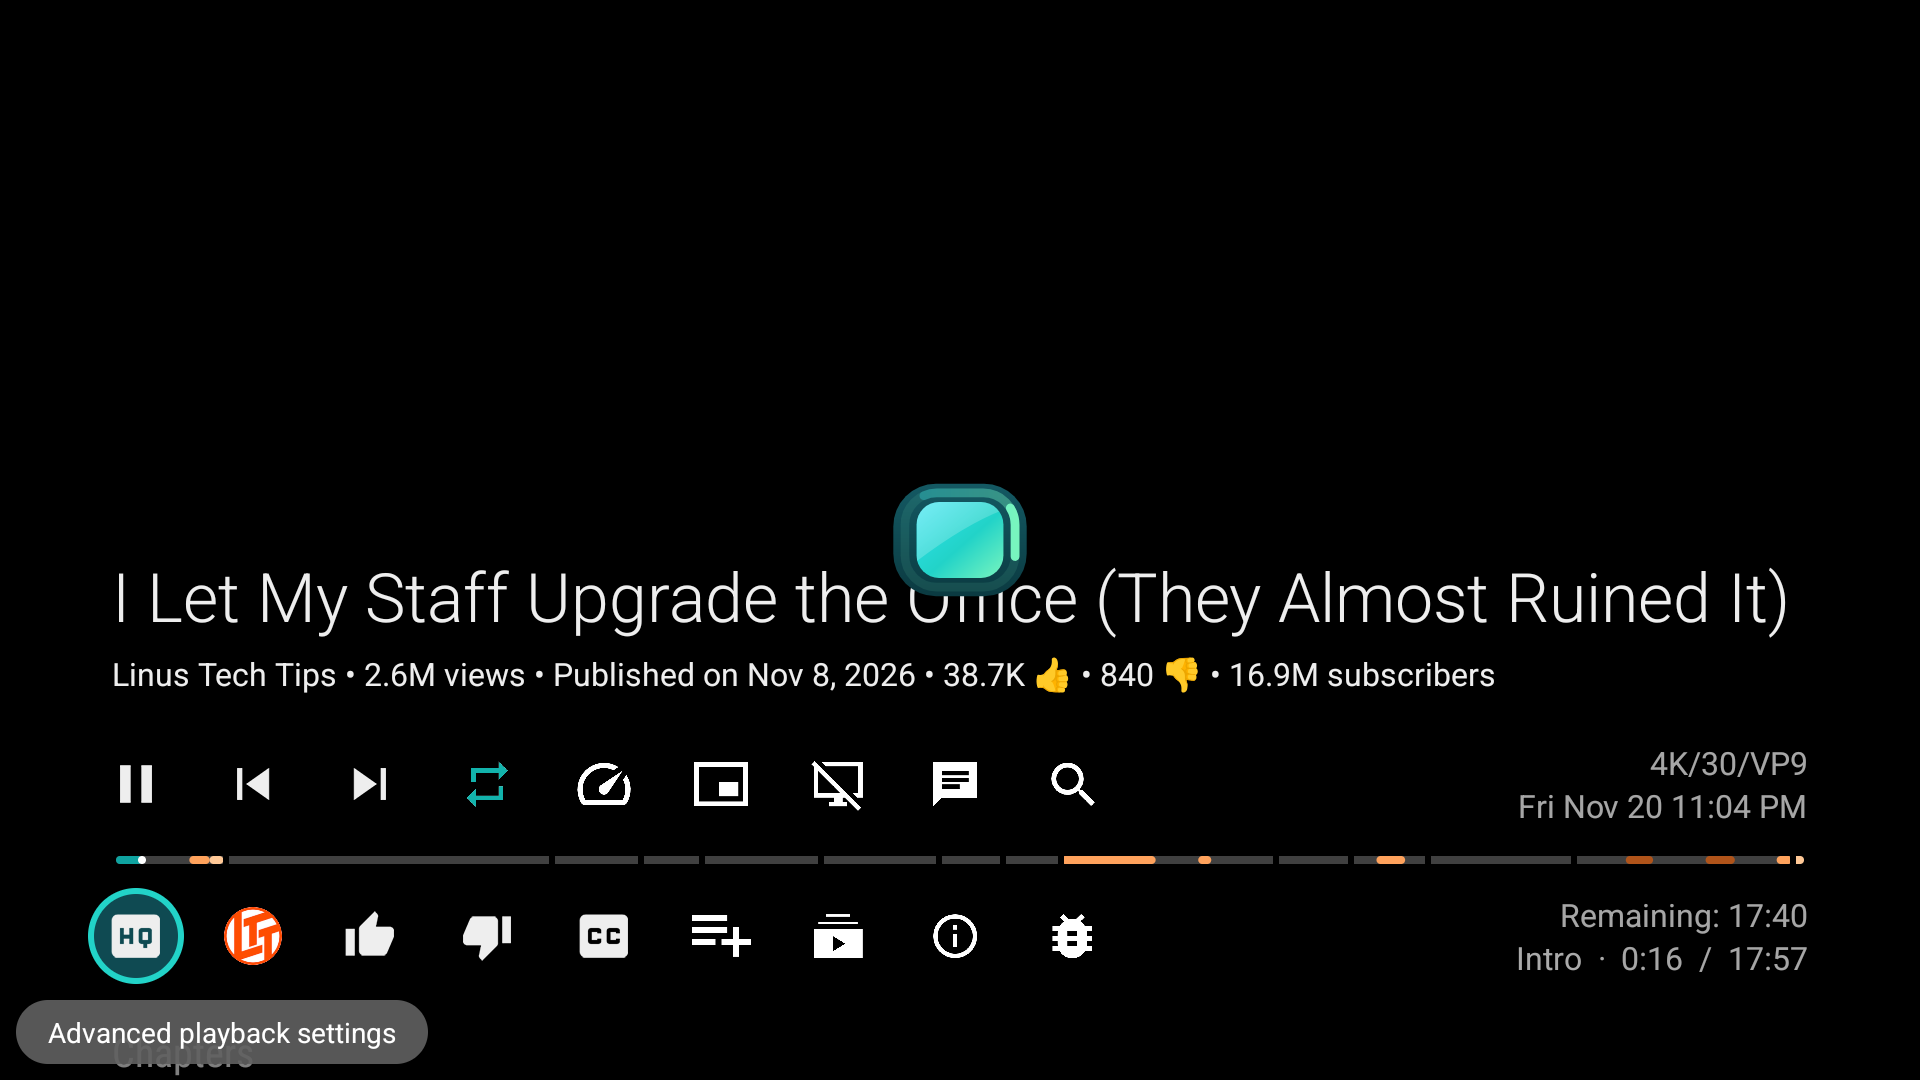 I Let My Staff Upgrade the Office (They Almost Ruined It)
Linus Tech Tips • 2.6M views • Published on Nov 8, 2026 • 38.7K 👍 • 840 👎 • 16.9M subscribers
4K/30/VP9
Fri Nov 20 11:04 PM
HQ
LTT
CC
Remaining: 17:40
Intro · 0:16 / 17:57
Advanced playback settings
Chapters